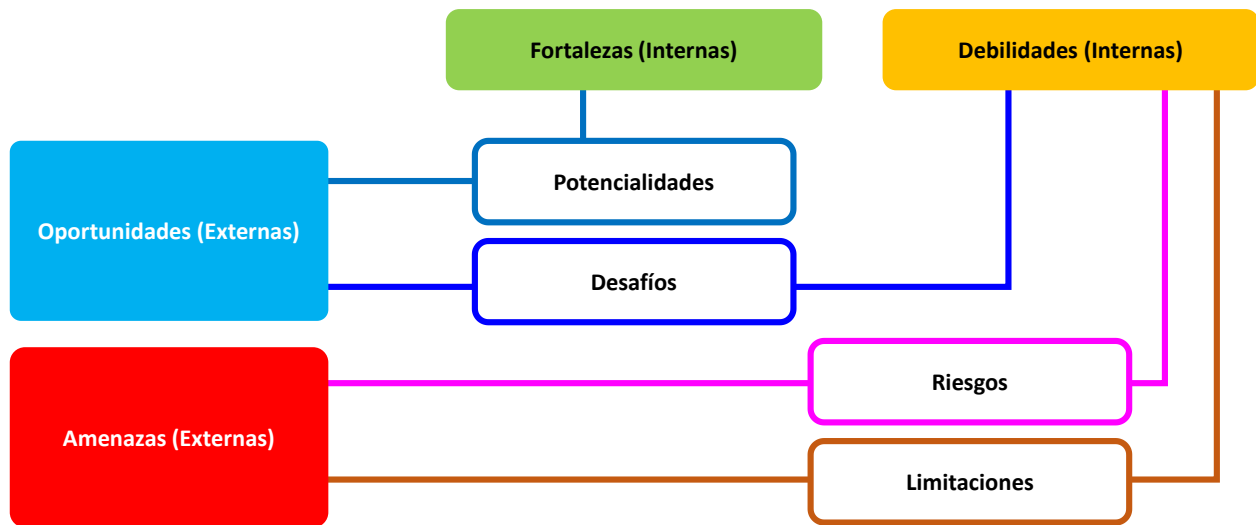 Fortalezas (Internas)
Debilidades (Internas)
Potencialidades
Oportunidades (Externas)
Desafíos
Riesgos
Amenazas (Externas)
Limitaciones